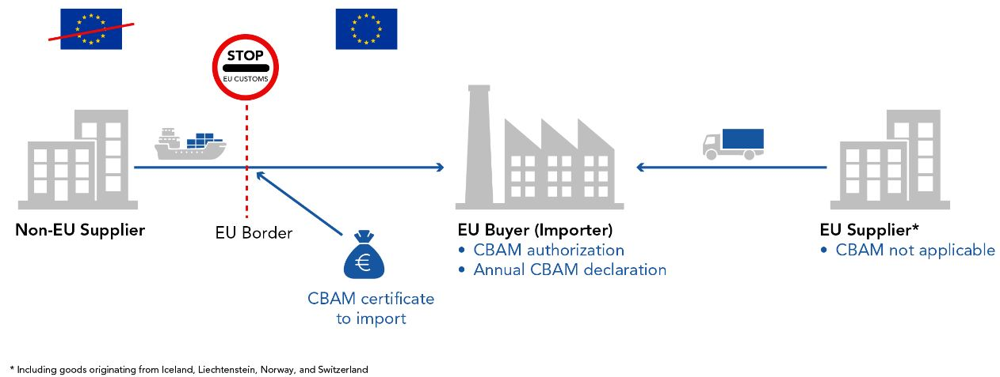 STOP
EU CUSTOMS
Non-EU Supplier
EU Border
EU Buyer (Importer)
• CBAM authorization
• Annual CBAM declaration
EU Supplier*
• CBAM not applicable
€
CBAM certificate
to import
* Including goods originating from Iceland, Liechtenstein, Norway, and Switzerland